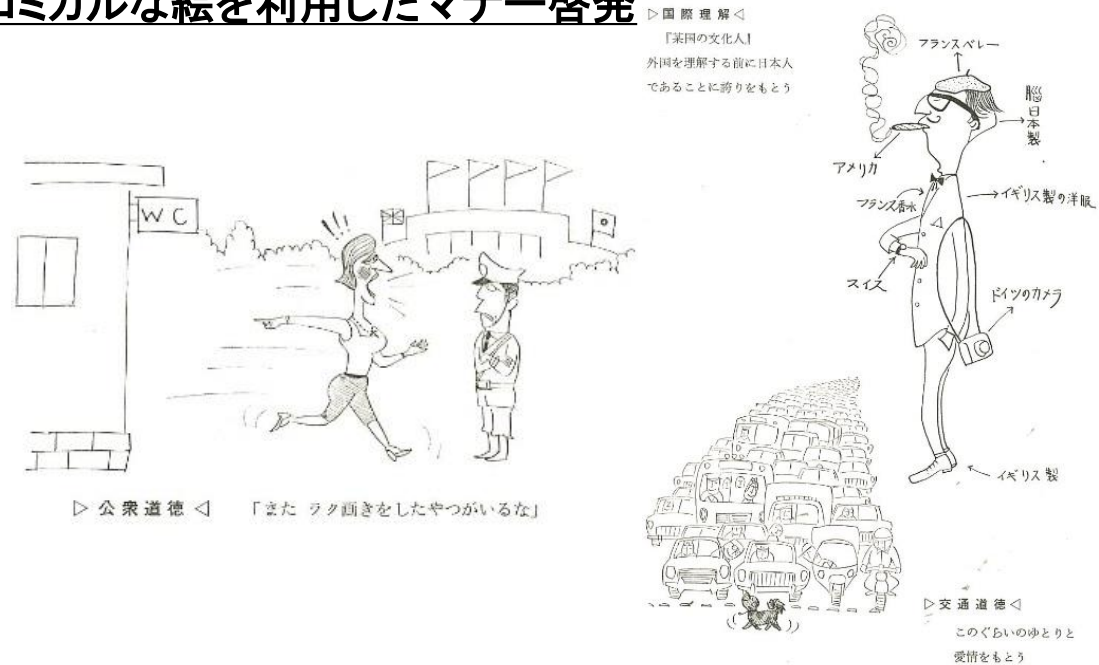 コミカルな絵を利用したマナー啓発
▷国際理解◁
『某国の文化人』
外国を理解する前に日本人
であることに誇りをもとう
フランスベレー
脳日本製
アメリカ
フランス香水
イギリス製の洋服
スイス
ドイツのカメラ
イギリス製
WC
▷公衆道徳◁ 「また ラク画きをしたやつがいるな」
▷交通道徳◁
このぐらいのゆとりと
愛情をもとう